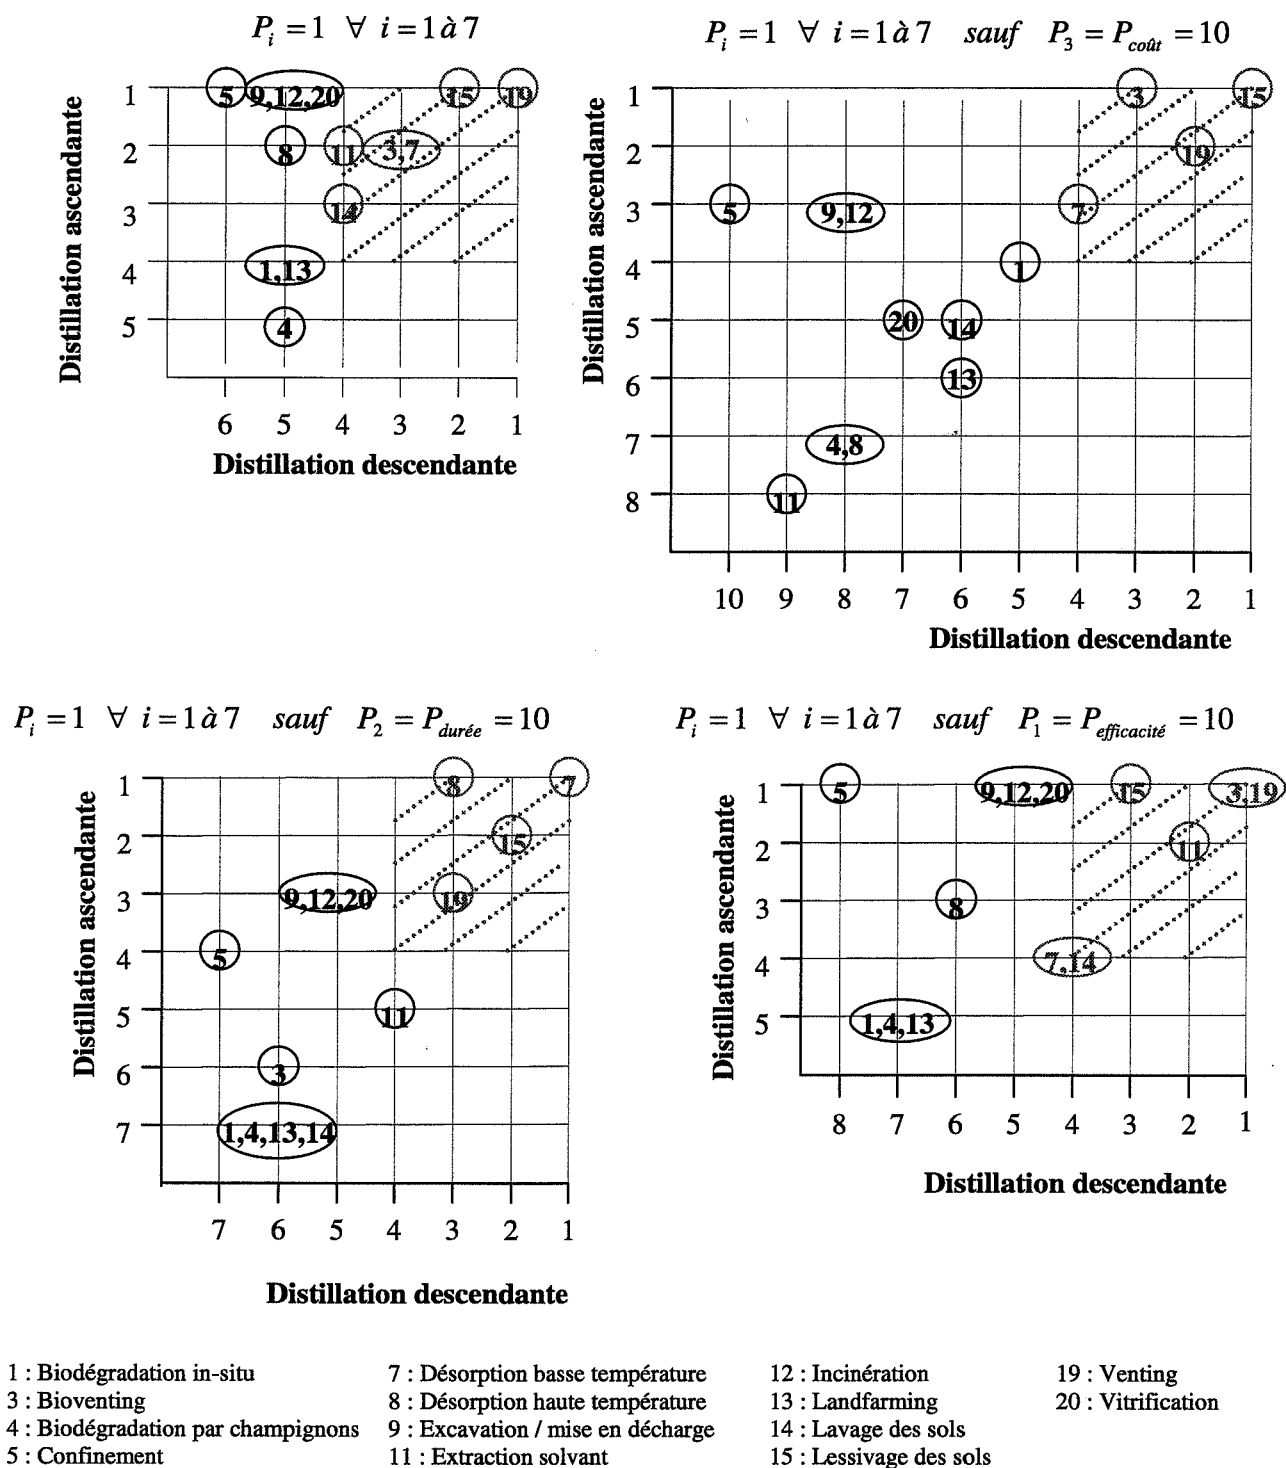 P_i = 1 ∀ i = 1 à 7
1
5
9,12,20
15
19
2
8
11
3,7
3
14
4
1,13
5
4
6 5 4 3 2 1
Distillation ascendante
Distillation descendante
P_i = 1 ∀ i = 1 à 7 sauf P_3 = P_coût = 10
1
3
15
2
19
3
5
9,12
7
4
1
5
20
14
6
13
7
4,8
8
11
10 9 8 7 6 5 4 3 2 1
Distillation ascendante
Distillation descendante
P_i = 1 ∀ i = 1 à 7 sauf P_2 = P_durée = 10
1
8
7
2
15
3
9,12,20
19
4
5
5
11
6
3
7
1,4,13,14
7 6 5 4 3 2 1
Distillation ascendante
Distillation descendante
P_i = 1 ∀ i = 1 à 7 sauf P_1 = P_efficacité = 10
1
5
9,12,20
15
3,19
2
11
3
8
4
7,14
5
1,4,13
8 7 6 5 4 3 2 1
Distillation ascendante
Distillation descendante
1 : Biodégradation in-situ
3 : Bioventing
4 : Biodégradation par champignons
5 : Confinement
7 : Désorption basse température
8 : Désorption haute température
9 : Excavation / mise en décharge
11 : Extraction solvant
12 : Incinération
13 : Landfarming
14 : Lavage des sols
15 : Lessivage des sols
19 : Venting
20 : Vitrification